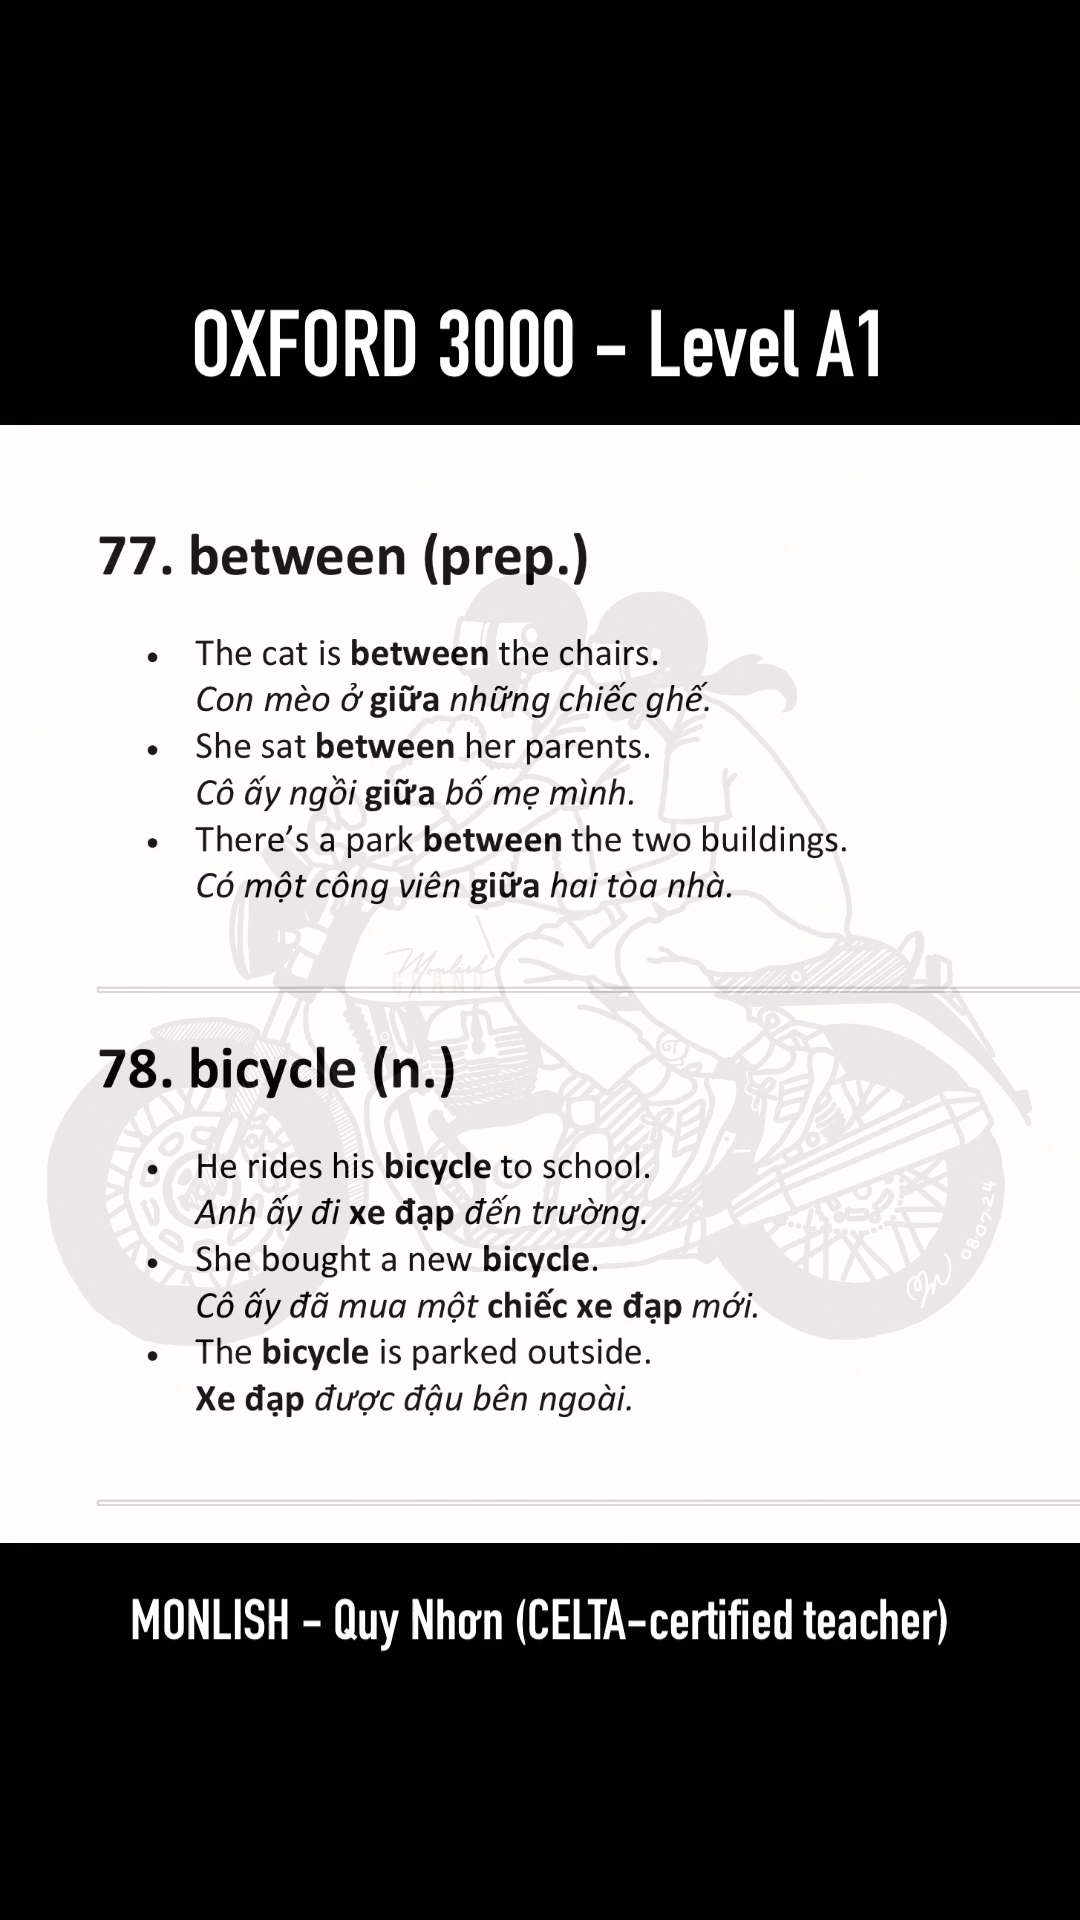 OXFORD 3000 – Level A1
77. between (prep.)
• The cat is between the chairs.
Con mèo ở giữa những chiếc ghế.
• She sat between her parents.
Cô ấy ngồi giữa bố mẹ mình.
• There’s a park between the two buildings.
Có một công viên giữa hai tòa nhà.
Monlish
GRAND
78. bicycle (n.)
GT
• He rides his bicycle to school.
Anh ấy đi xe đạp đến trường.
• She bought a new bicycle.
Cô ấy đã mua một chiếc xe đạp mới.
• The bicycle is parked outside.
Xe đạp được đậu bên ngoài.
080724
MONLISH – Quy Nhơn (CELTA-certified teacher)